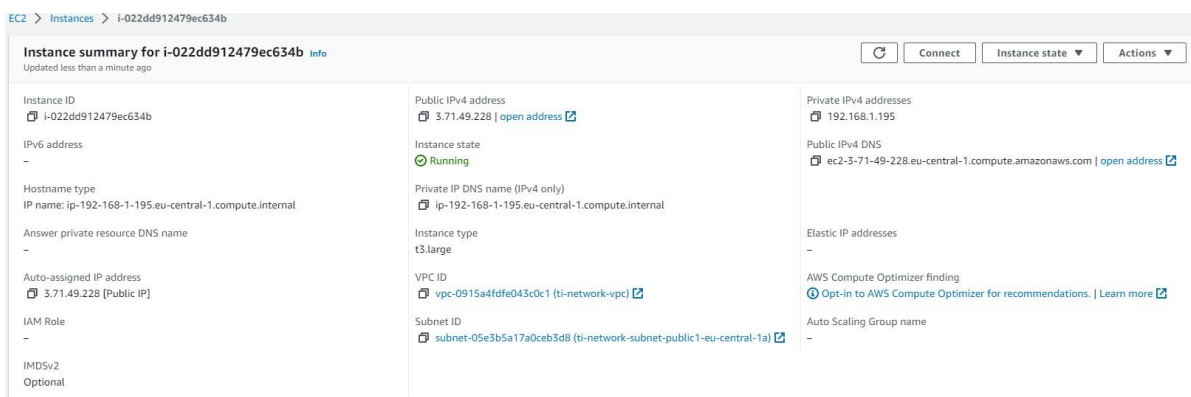 EC2 > Instances > i-022dd912479ec634b
Instance summary for i-022dd912479ec634b Info
Updated less than a minute ago
Connect
Instance state ▼
Actions ▼
Instance ID
i-022dd912479ec634b
Public IPv4 address
3.71.49.228 | open address
Private IPv4 addresses
192.168.1.195
IPv6 address
–
Instance state
Running
Public IPv4 DNS
ec2-3-71-49-228.eu-central-1.compute.amazonaws.com | open address
Hostname type
IP name: ip-192-168-1-195.eu-central-1.compute.internal
Private IP DNS name (IPv4 only)
ip-192-168-1-195.eu-central-1.compute.internal
Answer private resource DNS name
–
Instance type
t3.large
Elastic IP addresses
–
Auto-assigned IP address
3.71.49.228 [Public IP]
VPC ID
vpc-0915a4fdfe043c0c1 (ti-network-vpc)
AWS Compute Optimizer finding
Opt-in to AWS Compute Optimizer for recommendations. | Learn more
IAM Role
–
Subnet ID
subnet-05e3b5a17a0ceb3d8 (ti-network-subnet-public1-eu-central-1a)
Auto Scaling Group name
–
IMDSv2
Optional